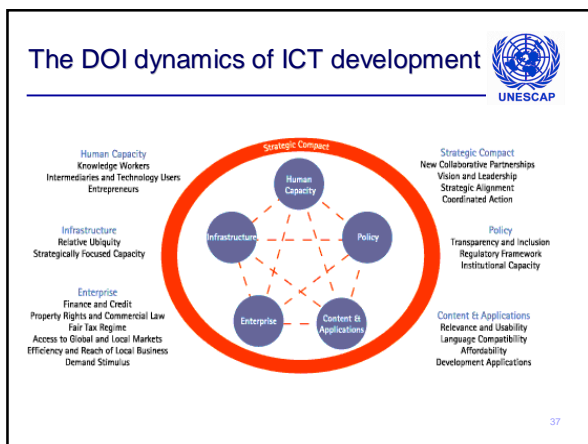 The DOI dynamics of ICT development
UNESCAP
Strategic Compact
Human
Capacity
Infrastructure
Policy
Enterprise
Content &
Applications
Human Capacity
Knowledge Workers
Intermediaries and Technology Users
Entrepreneurs
Infrastructure
Relative Ubiquity
Strategically Focused Capacity
Enterprise
Finance and Credit
Property Rights and Commercial Law
Fair Tax Regime
Access to Global and Local Markets
Efficiency and Reach of Local Business
Demand Stimulus
Strategic Compact
New Collaborative Partnerships
Vision and Leadership
Strategic Alignment
Coordinated Action
Policy
Transparency and Inclusion
Regulatory Framework
Institutional Capacity
Content & Applications
Relevance and Usability
Language Compatibility
Affordability
Development Applications
37